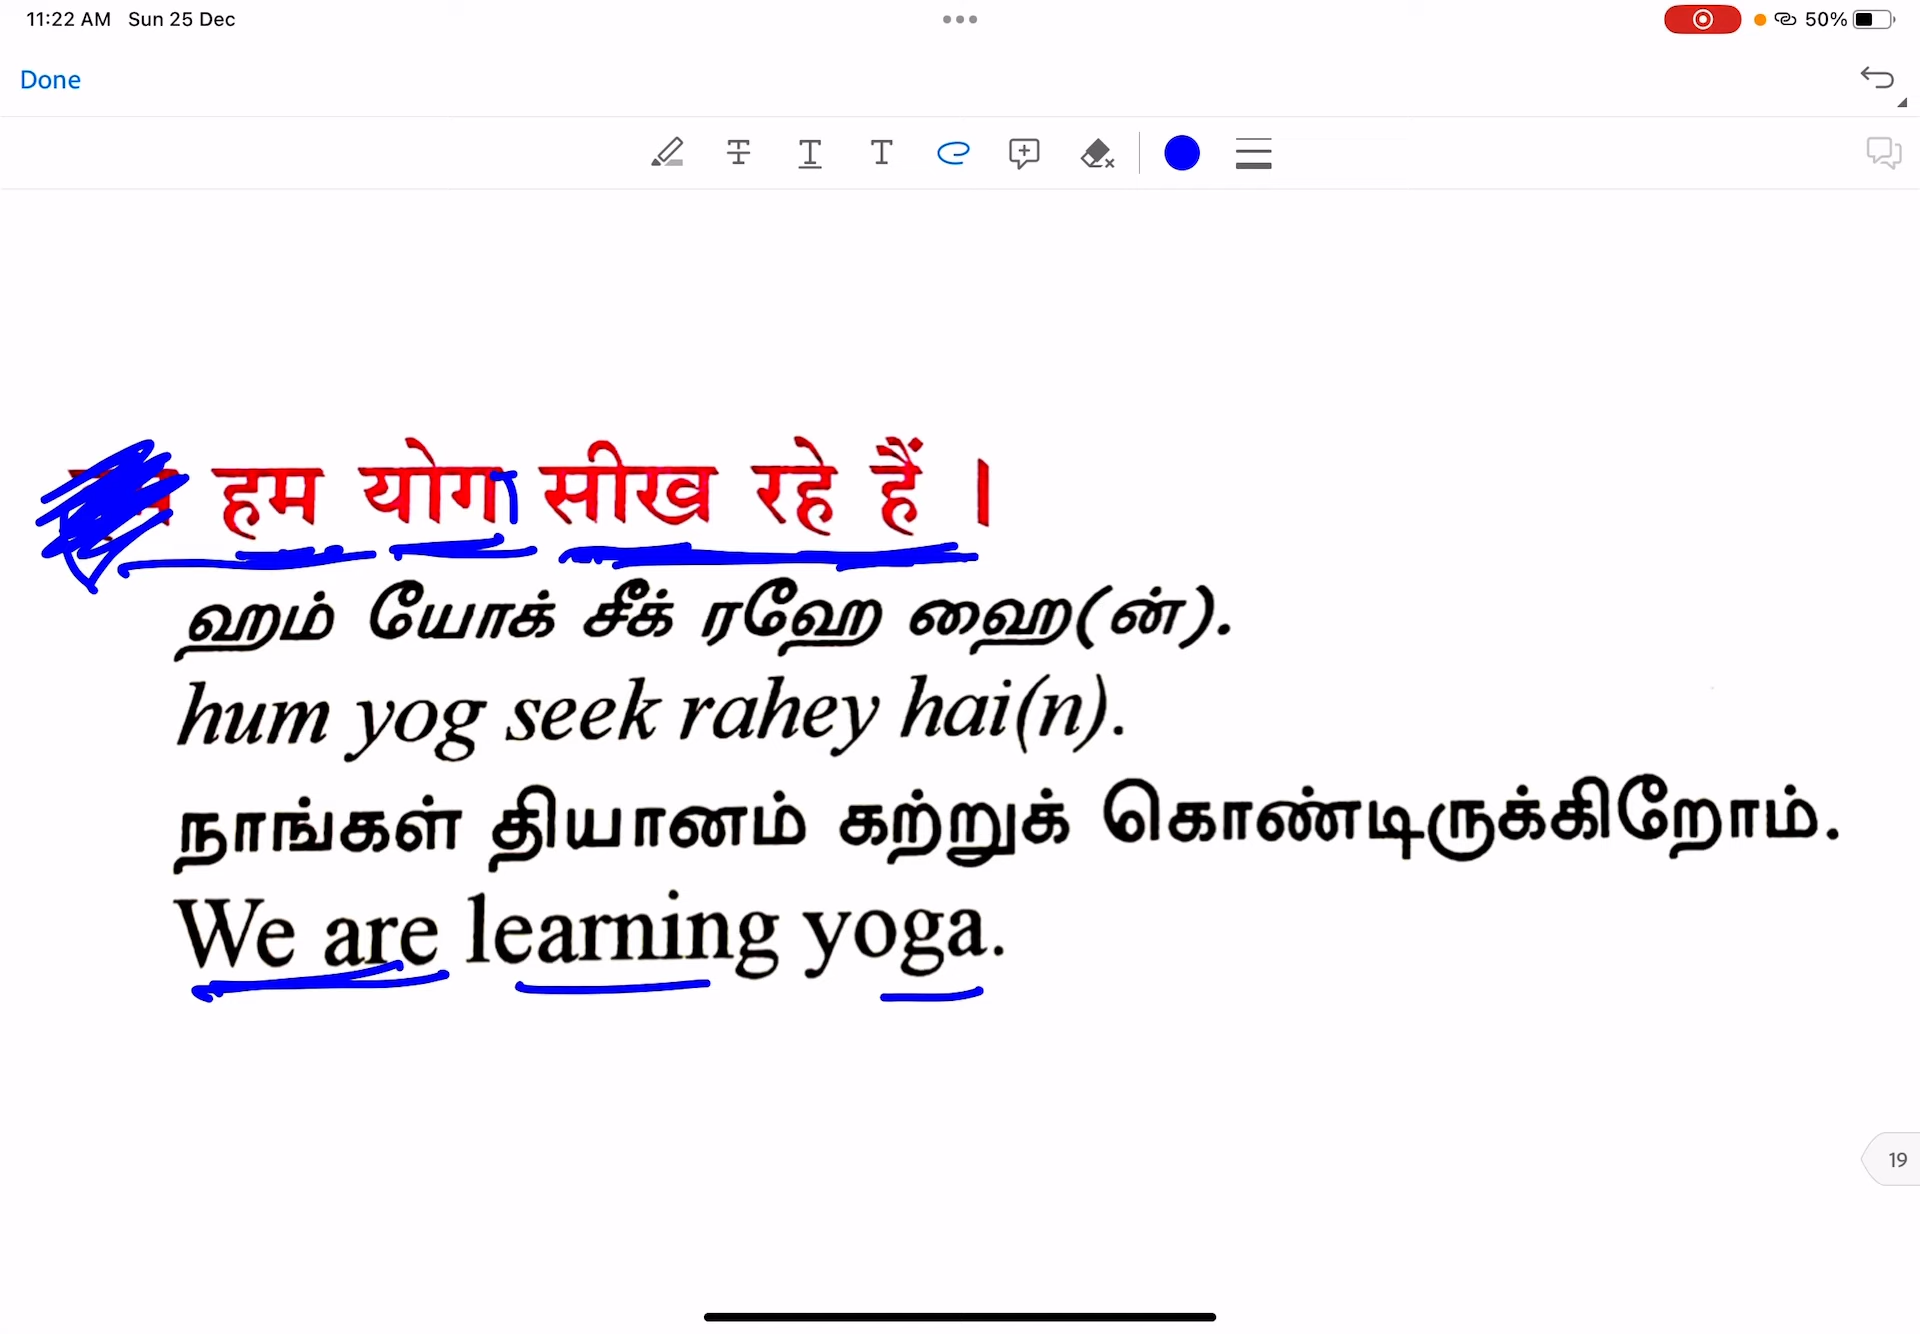 11:22 AM Sun 25 Dec
50%
Done
हम योग सीख रहे हैं ।
ஹம் யோக் சீக் ரஹே ஹை(ன்).
hum yog seek rahey hai(n).
நாங்கள் தியானம் கற்றுக் கொண்டிருக்கிறோம்.
We are learning yoga.
19